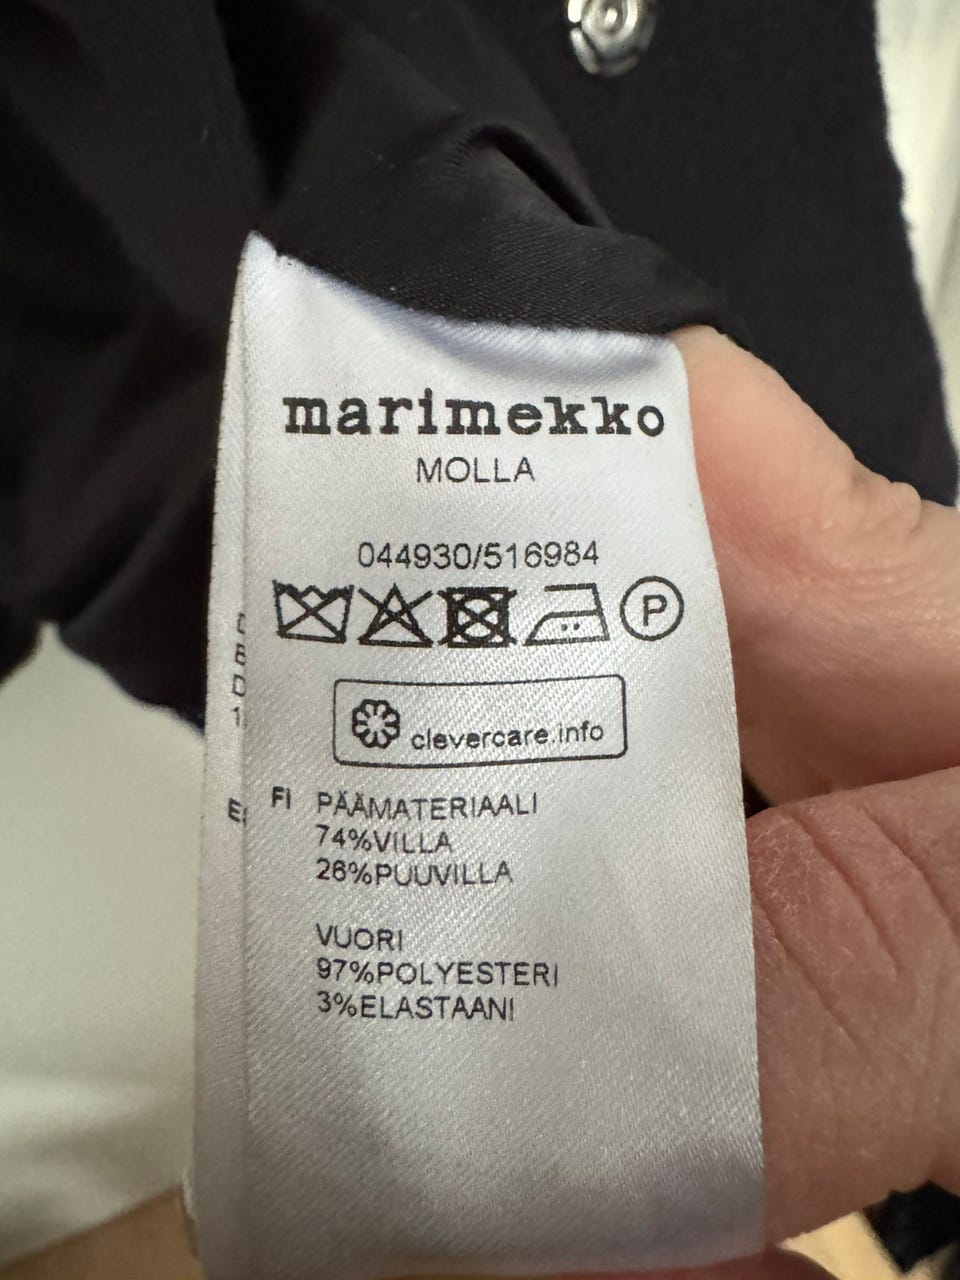 marimekko
MOLLA
044930/516984
P
clevercare.info
FI PÄÄMATERIAALI
74%VILLA
26%PUUVILLA
VUORI
97%POLYESTERI
3%ELASTAANI